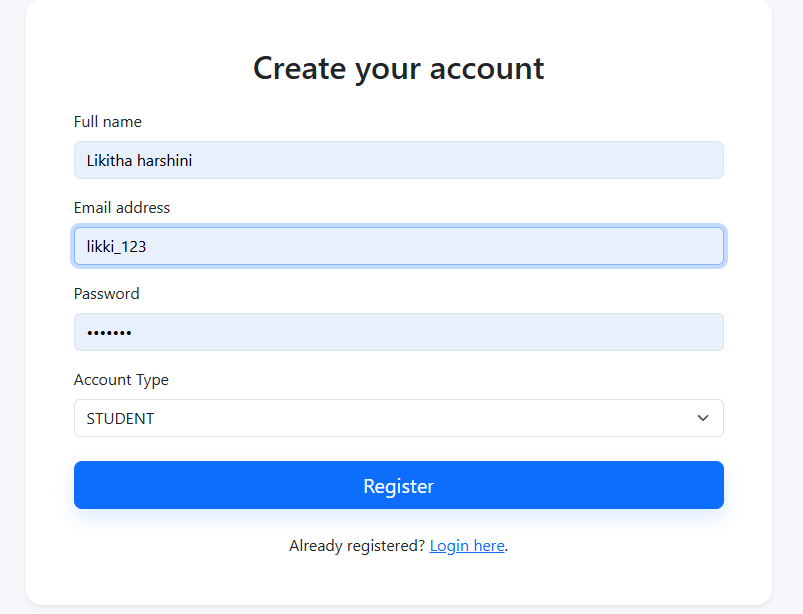 Create your account
Full name
Likitha harshini
Email address
likki_123
Password
•••••••
Account Type
STUDENT
Register
Already registered? Login here.